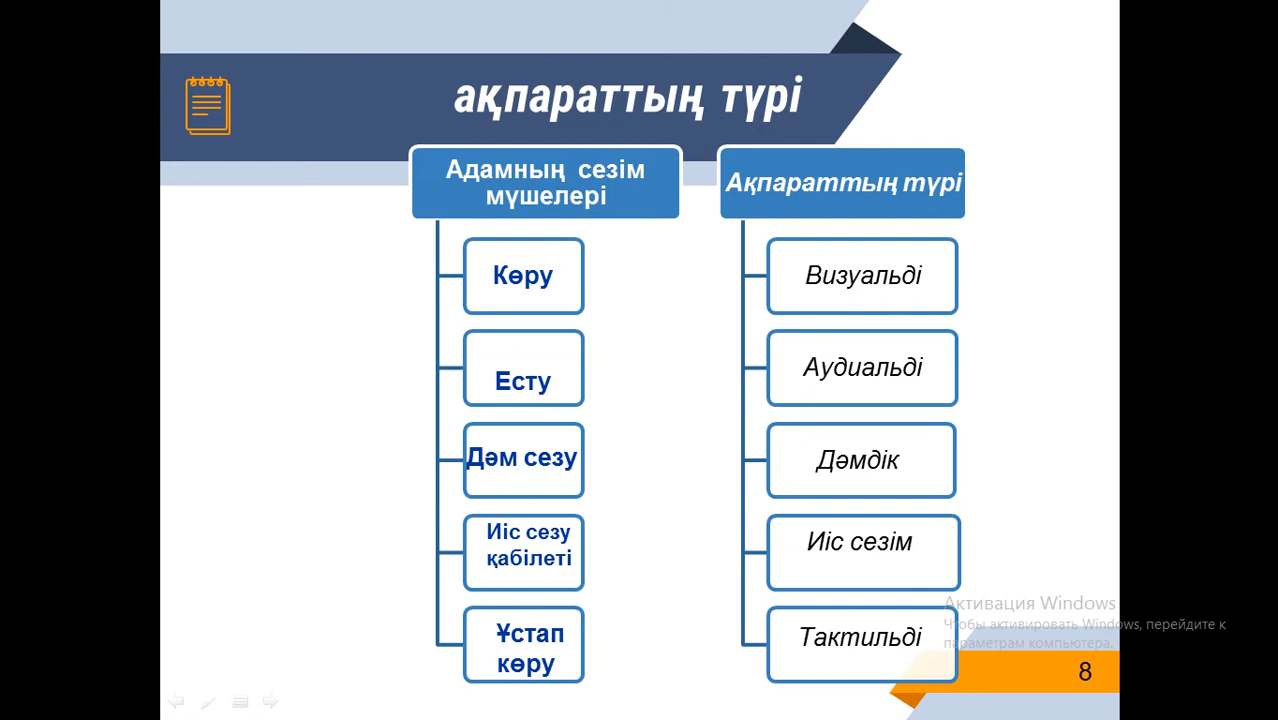 ақпараттың түрі
Адамның сезім
мүшелері
Көру
Есту
Дәм сезу
Иіс сезу
қабілеті
Ұстап
көру
Ақпараттың түрі
Визуальді
Аудиальді
Дәмдік
Иіс сезім
Тактильді
Активация Windows
Чтобы активировать Windows, перейдите к
параметрам компьютера.
8